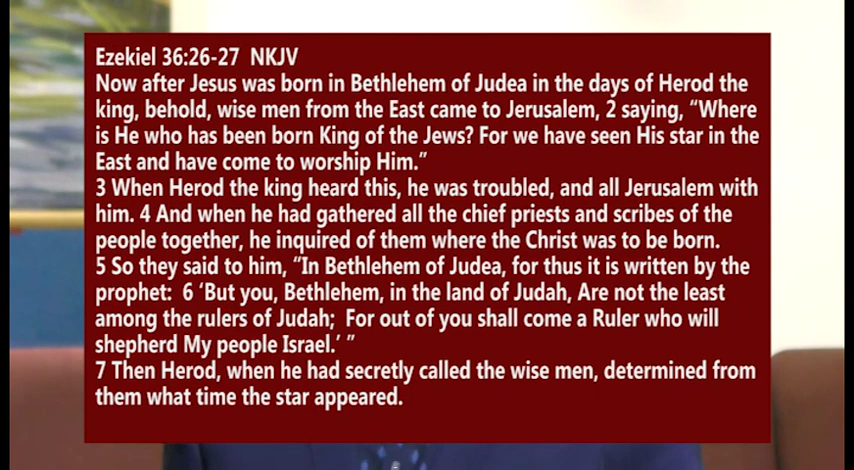 Ezekiel 36:26-27 NKJV
Now after Jesus was born in Bethlehem of Judea in the days of Herod the
king, behold, wise men from the East came to Jerusalem, 2 saying, “Where
is He who has been born King of the Jews? For we have seen His star in the
East and have come to worship Him.”
3 When Herod the king heard this, he was troubled, and all Jerusalem with
him. 4 And when he had gathered all the chief priests and scribes of the
people together, he inquired of them where the Christ was to be born.
5 So they said to him, “In Bethlehem of Judea, for thus it is written by the
prophet: 6 ‘But you, Bethlehem, in the land of Judah, Are not the least
among the rulers of Judah; For out of you shall come a Ruler who will
shepherd My people Israel.’ ”
7 Then Herod, when he had secretly called the wise men, determined from
them what time the star appeared.